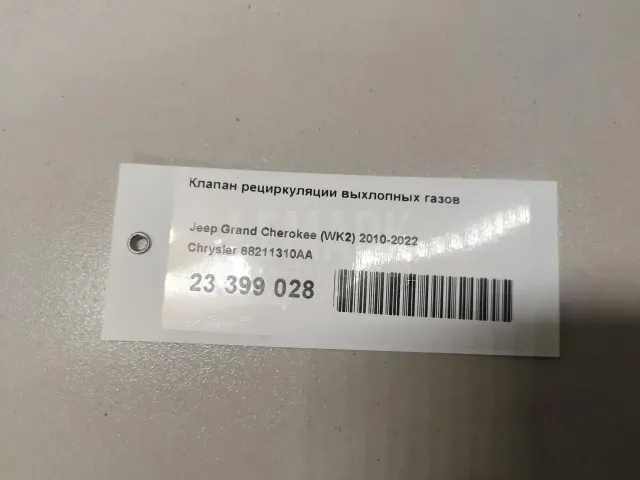 Клапан рециркуляции выхлопных газов
Jeep Grand Cherokee (WK2) 2010-2022
Chrysler 68211310AA
23 399 028